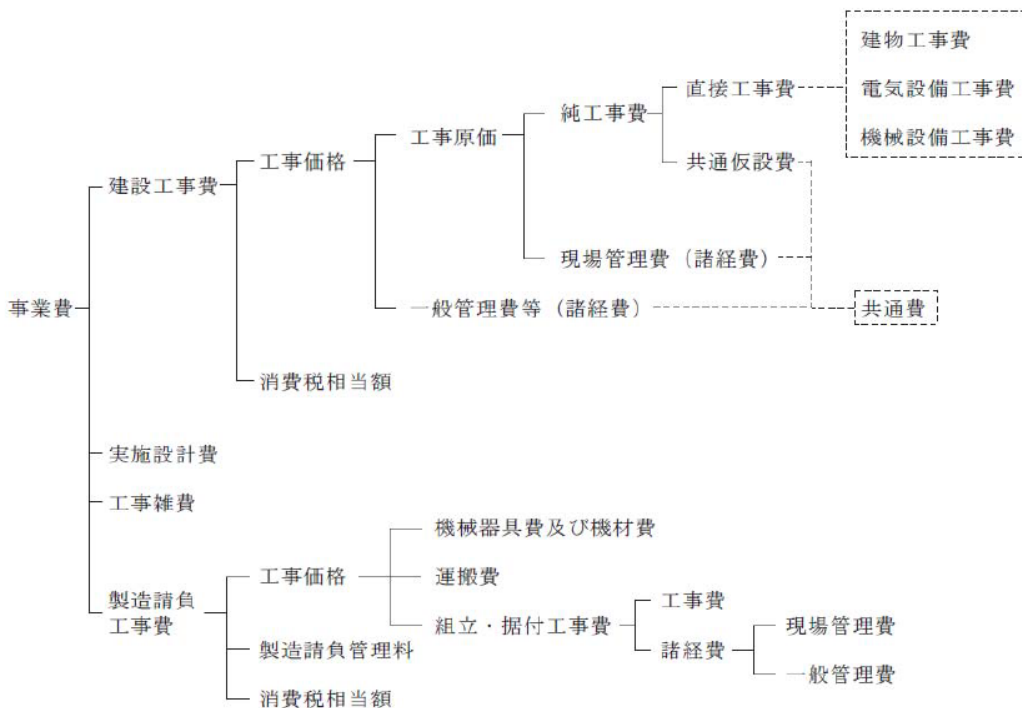 建物工事費
直接工事費
電気設備工事費
純工事費
工事原価
機械設備工事費
工事価格
共通仮設費
建設工事費
現場管理費（諸経費）
事業費
一般管理費等（諸経費）
共通費
消費税相当額
実施設計費
工事雑費
機械器具費及び機材費
工事価格
運搬費
製造請負
工事費
工事費
組立・据付工事費
現場管理費
製造請負管理料
諸経費
一般管理費
消費税相当額